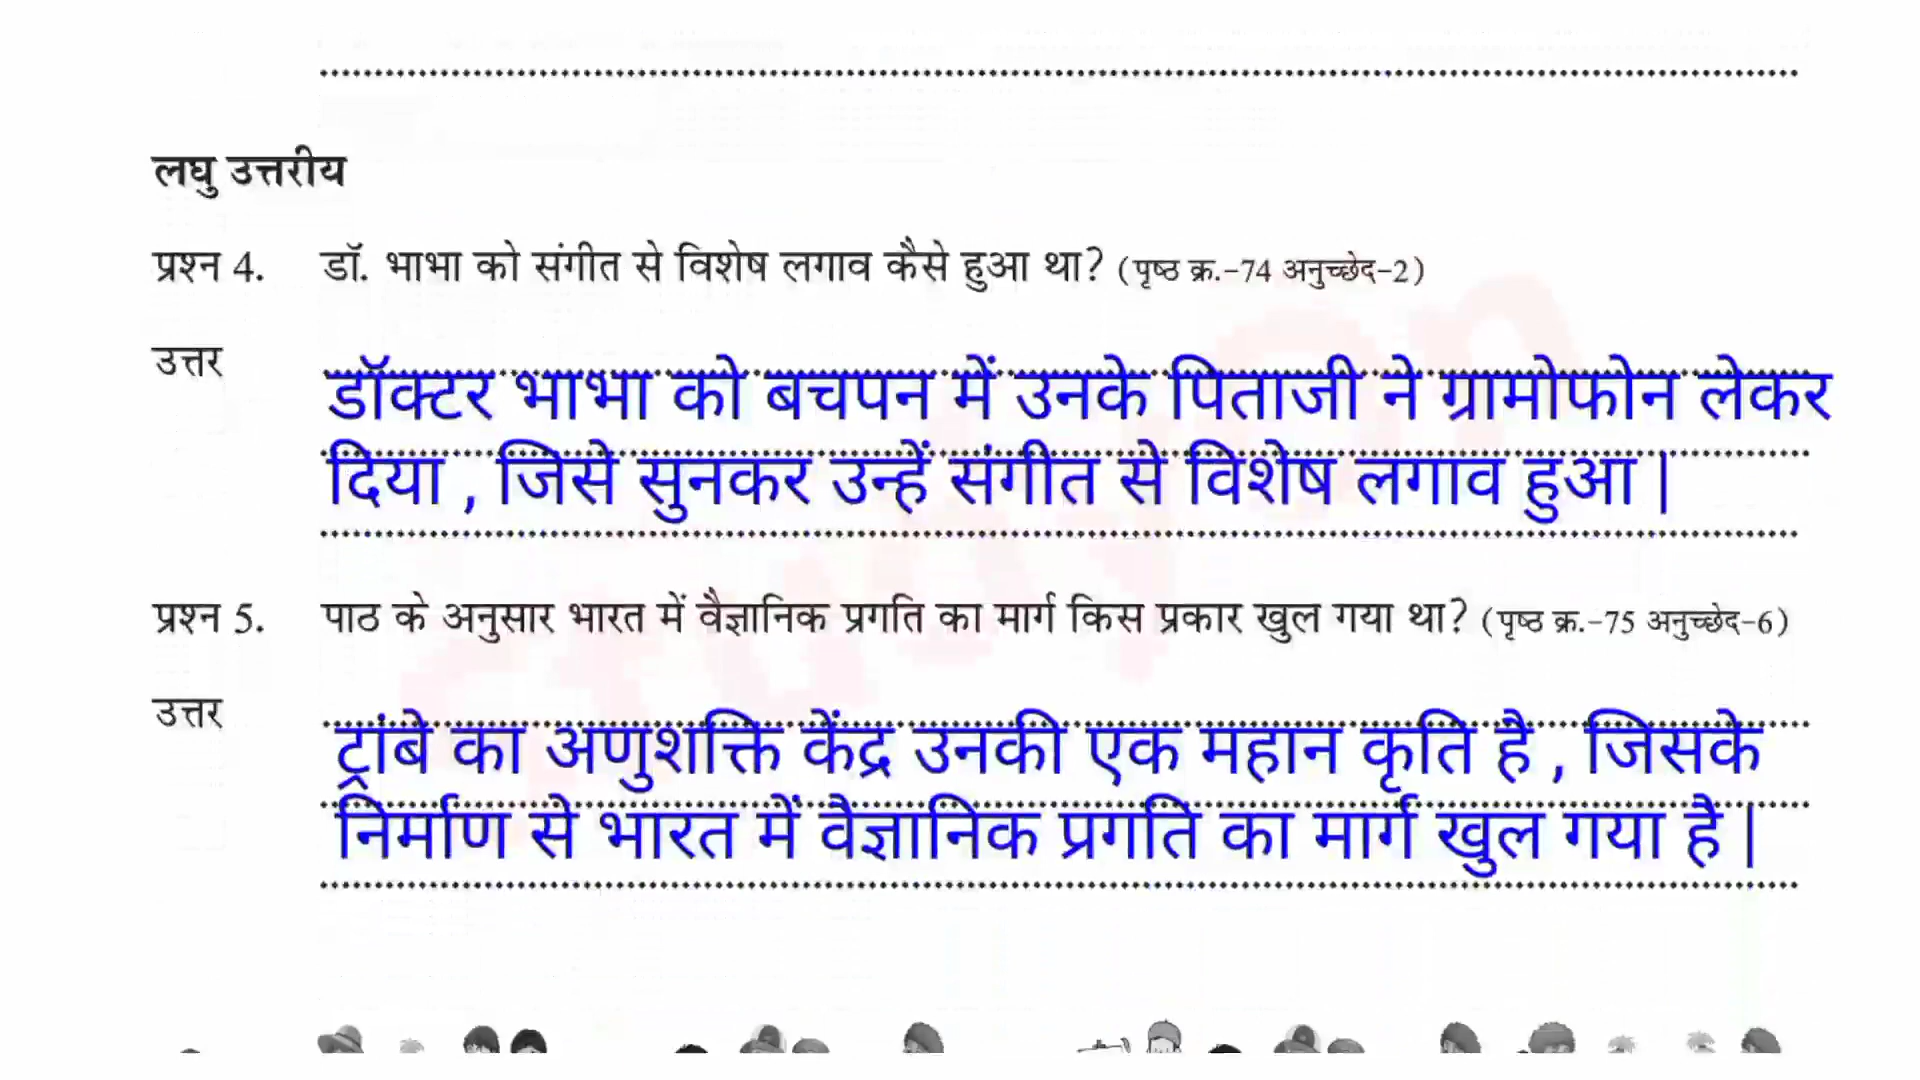 लघु उत्तरीय
प्रश्न 4. डॉ. भाभा को संगीत से विशेष लगाव कैसे हुआ था? (पृष्ठ क्र.-74 अनुच्छेद-2)
उत्तर डॉक्टर भाभा को बचपन में उनके पिताजी ने ग्रामोफोन लेकर
दिया , जिसे सुनकर उन्हें संगीत से विशेष लगाव हुआ |
प्रश्न 5. पाठ के अनुसार भारत में वैज्ञानिक प्रगति का मार्ग किस प्रकार खुल गया था? (पृष्ठ क्र.-75 अनुच्छेद-6)
उत्तर ट्रांबे का अणुशक्ति केंद्र उनकी एक महान कृति है , जिसके
निर्माण से भारत में वैज्ञानिक प्रगति का मार्ग खुल गया है |